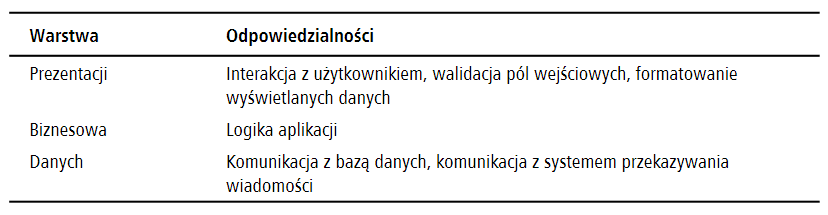 Warstwa Odpowiedzialności
Prezentacji Interakcja z użytkownikiem, walidacja pól wejściowych, formatowanie
wyświetlanych danych
Biznesowa Logika aplikacji
Danych Komunikacja z bazą danych, komunikacja z systemem przekazywania
wiadomości